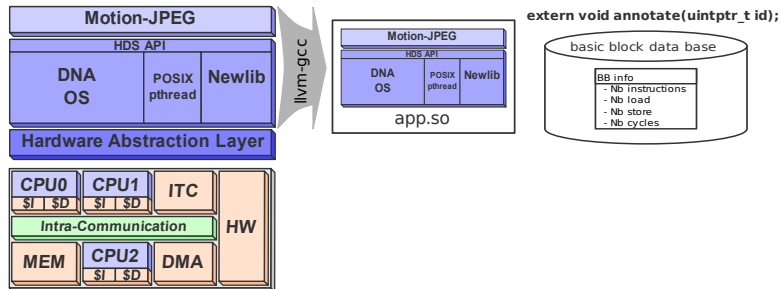 Motion-JPEG
HDS API
DNA
OS
POSIX
pthread
Newlib
Hardware Abstraction Layer
llvm-gcc
Motion-JPEG
HDS API
DNA
OS
POSIX
pthread
Newlib
app.so
extern void annotate(uintptr_t id);
basic block data base
BB info
- Nb instructions
- Nb load
- Nb store
- Nb cycles
CPU0
$I $D
CPU1
$I $D
ITC
HW
Intra-Communication
MEM
CPU2
$I $D
DMA